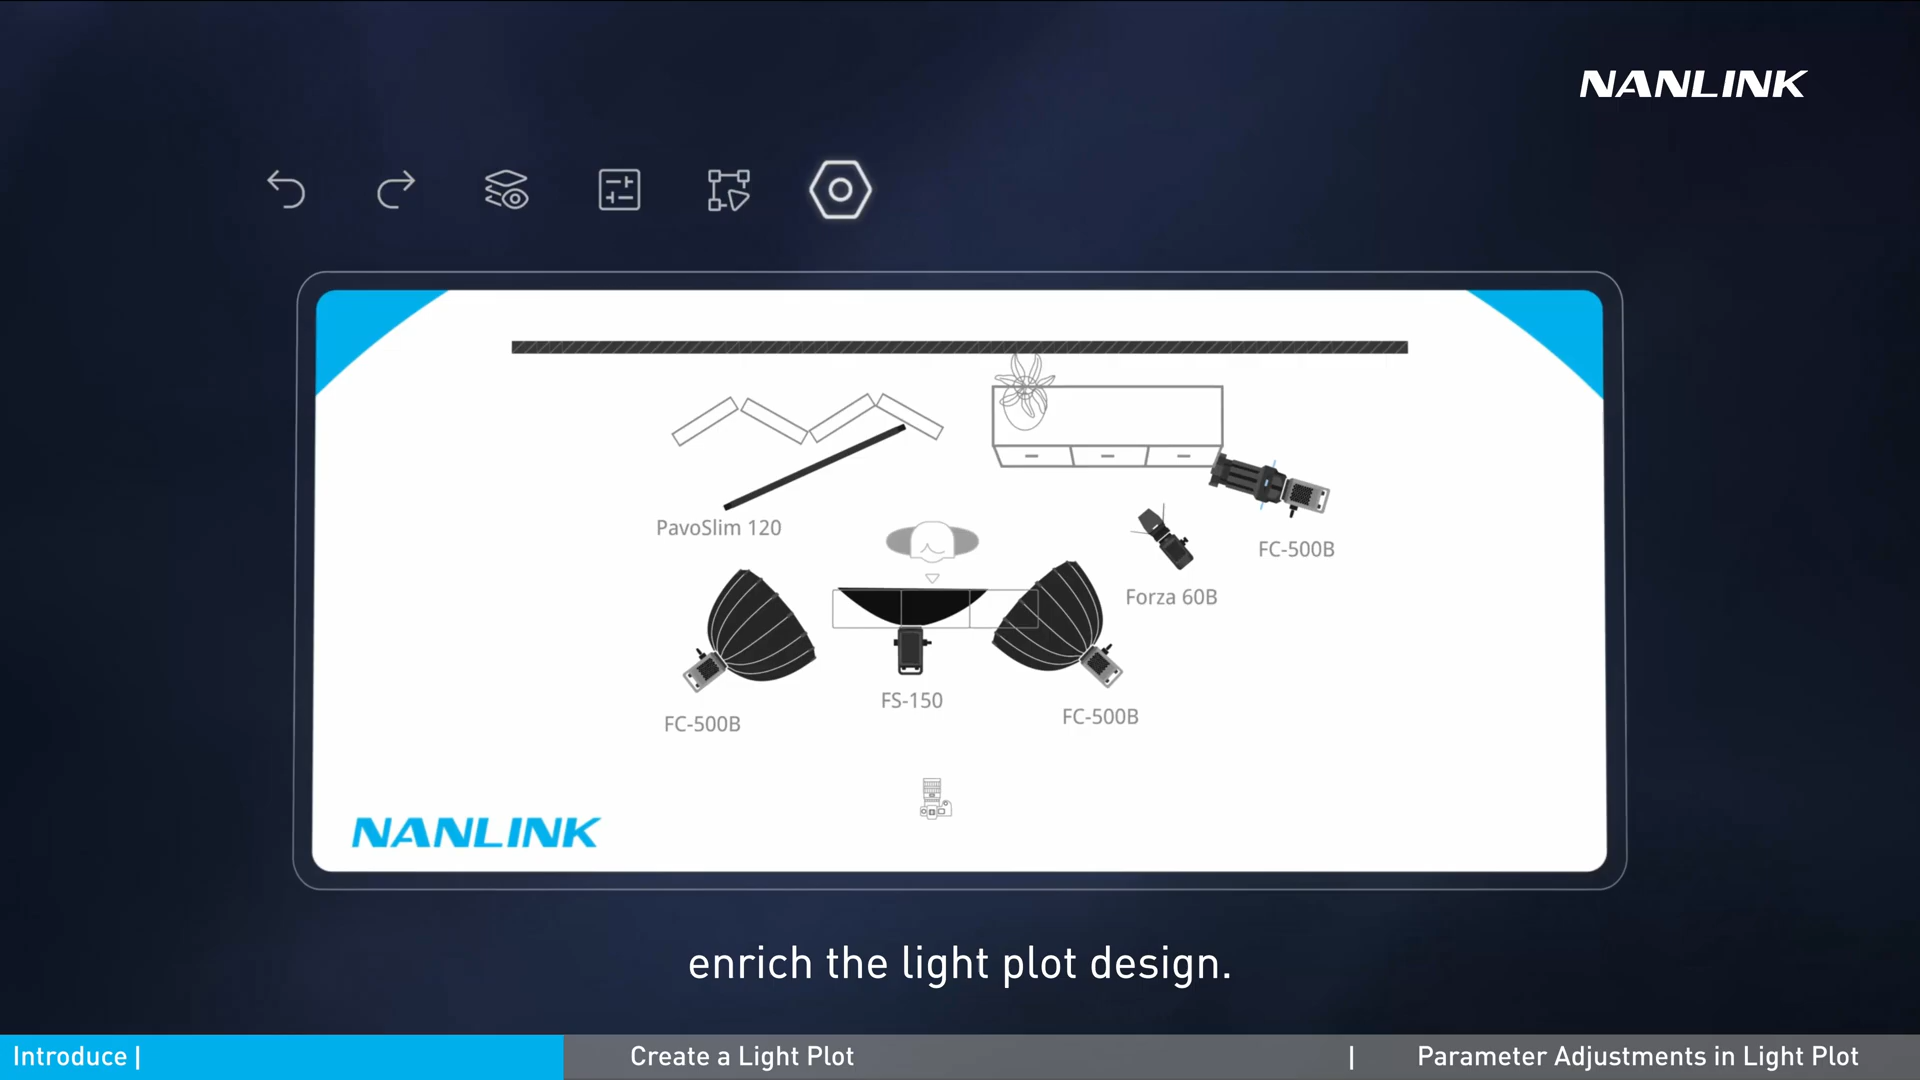 NANLINK
PavoSlim 120
FC-500B
Forza 60B
FS-150
FC-500B
FC-500B
NANLINK
enrich the light plot design.
Introduce |
Create a Light Plot
|
Parameter Adjustments in Light Plot